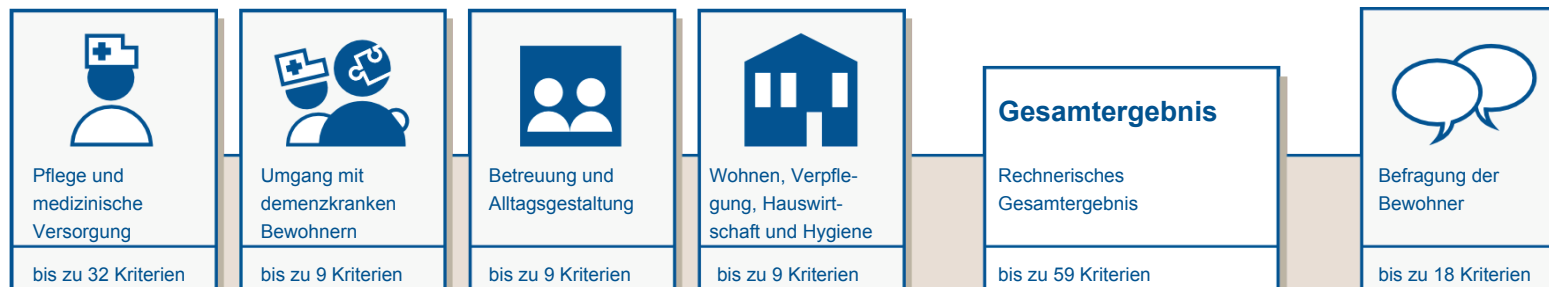 Pflege und
medizinische
Versorgung
bis zu 32 Kriterien
Umgang mit
demenzkranken
Bewohnern
bis zu 9 Kriterien
Betreuung und
Alltagsgestaltung
bis zu 9 Kriterien
Wohnen, Verpfle-
gung, Hauswirt-
schaft und Hygiene
bis zu 9 Kriterien
Gesamtergebnis
Rechnerisches
Gesamtergebnis
bis zu 59 Kriterien
Befragung der
Bewohner
bis zu 18 Kriterien